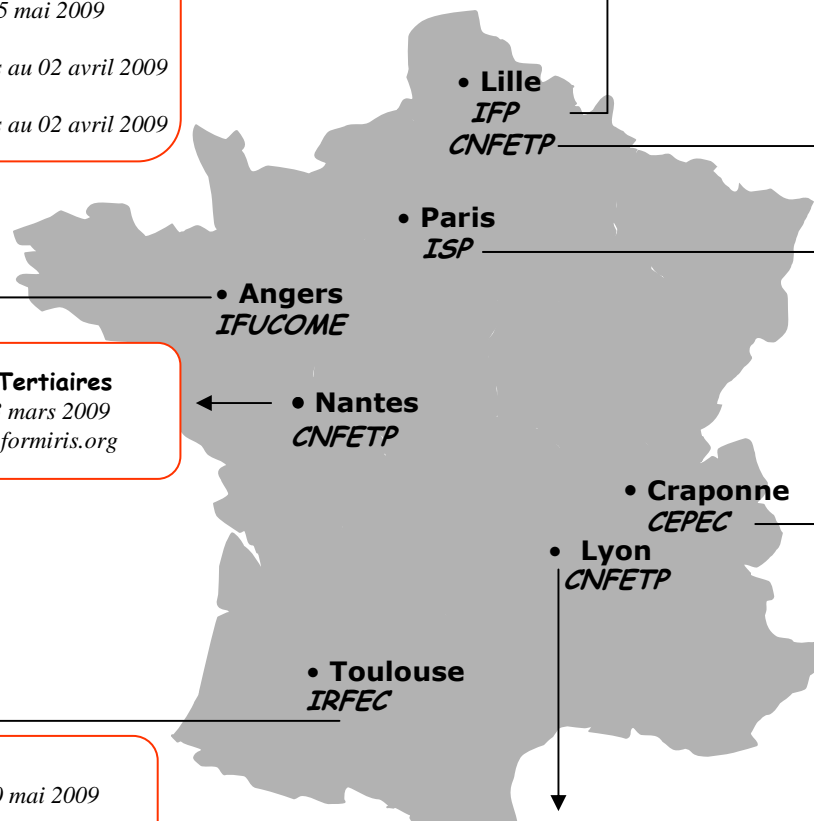 5 mai 2009
au 02 avril 2009
au 02 avril 2009
• Lille
IFP
CNFETP
• Paris
ISP
• Angers
IFUCOME
Tertiaires
mars 2009
formiris.org
• Nantes
CNFETP
• Craponne
CEPEC
• Lyon
CNFETP
• Toulouse
IRFEC
mai 2009